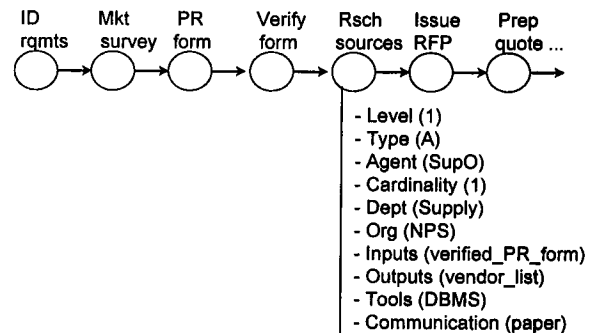 ID Mkt PR Verify Rsch Issue Prep
rqmts survey form form sources RFP quote ...
- Level (1)
- Type (A)
- Agent (SupO)
- Cardinality (1)
- Dept (Supply)
- Org (NPS)
- Inputs (verified_PR_form)
- Outputs (vendor_list)
- Tools (DBMS)
- Communication (paper)